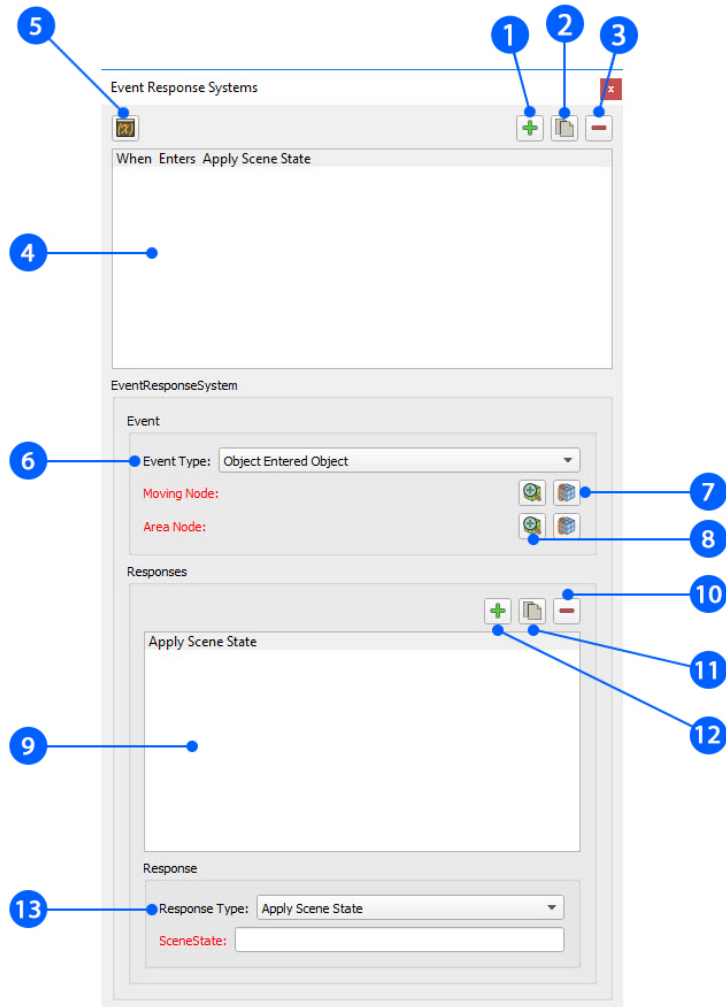 5
1
2
3
Event Response Systems
x
(x)
When Enters Apply Scene State
4
EventResponseSystem
Event
6
Event Type: Object Entered Object
Moving Node:
7
Area Node:
8
Responses
10
11
Apply Scene State
12
9
Response
13
Response Type: Apply Scene State
SceneState: